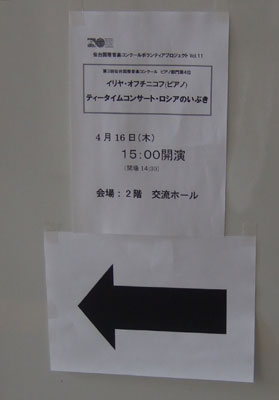 仙台国際音楽コンクールボランティアプロジェクト Vol.11
第3回仙台国際音楽コンクール ピアノ部門第4位
イリヤ・オフチニコフ(ピアノ)
ティータイムコンサート・ロシアのいぶき
4月16日(木)
15:00開演
(開場 14:30)
会場：2階 交流ホール